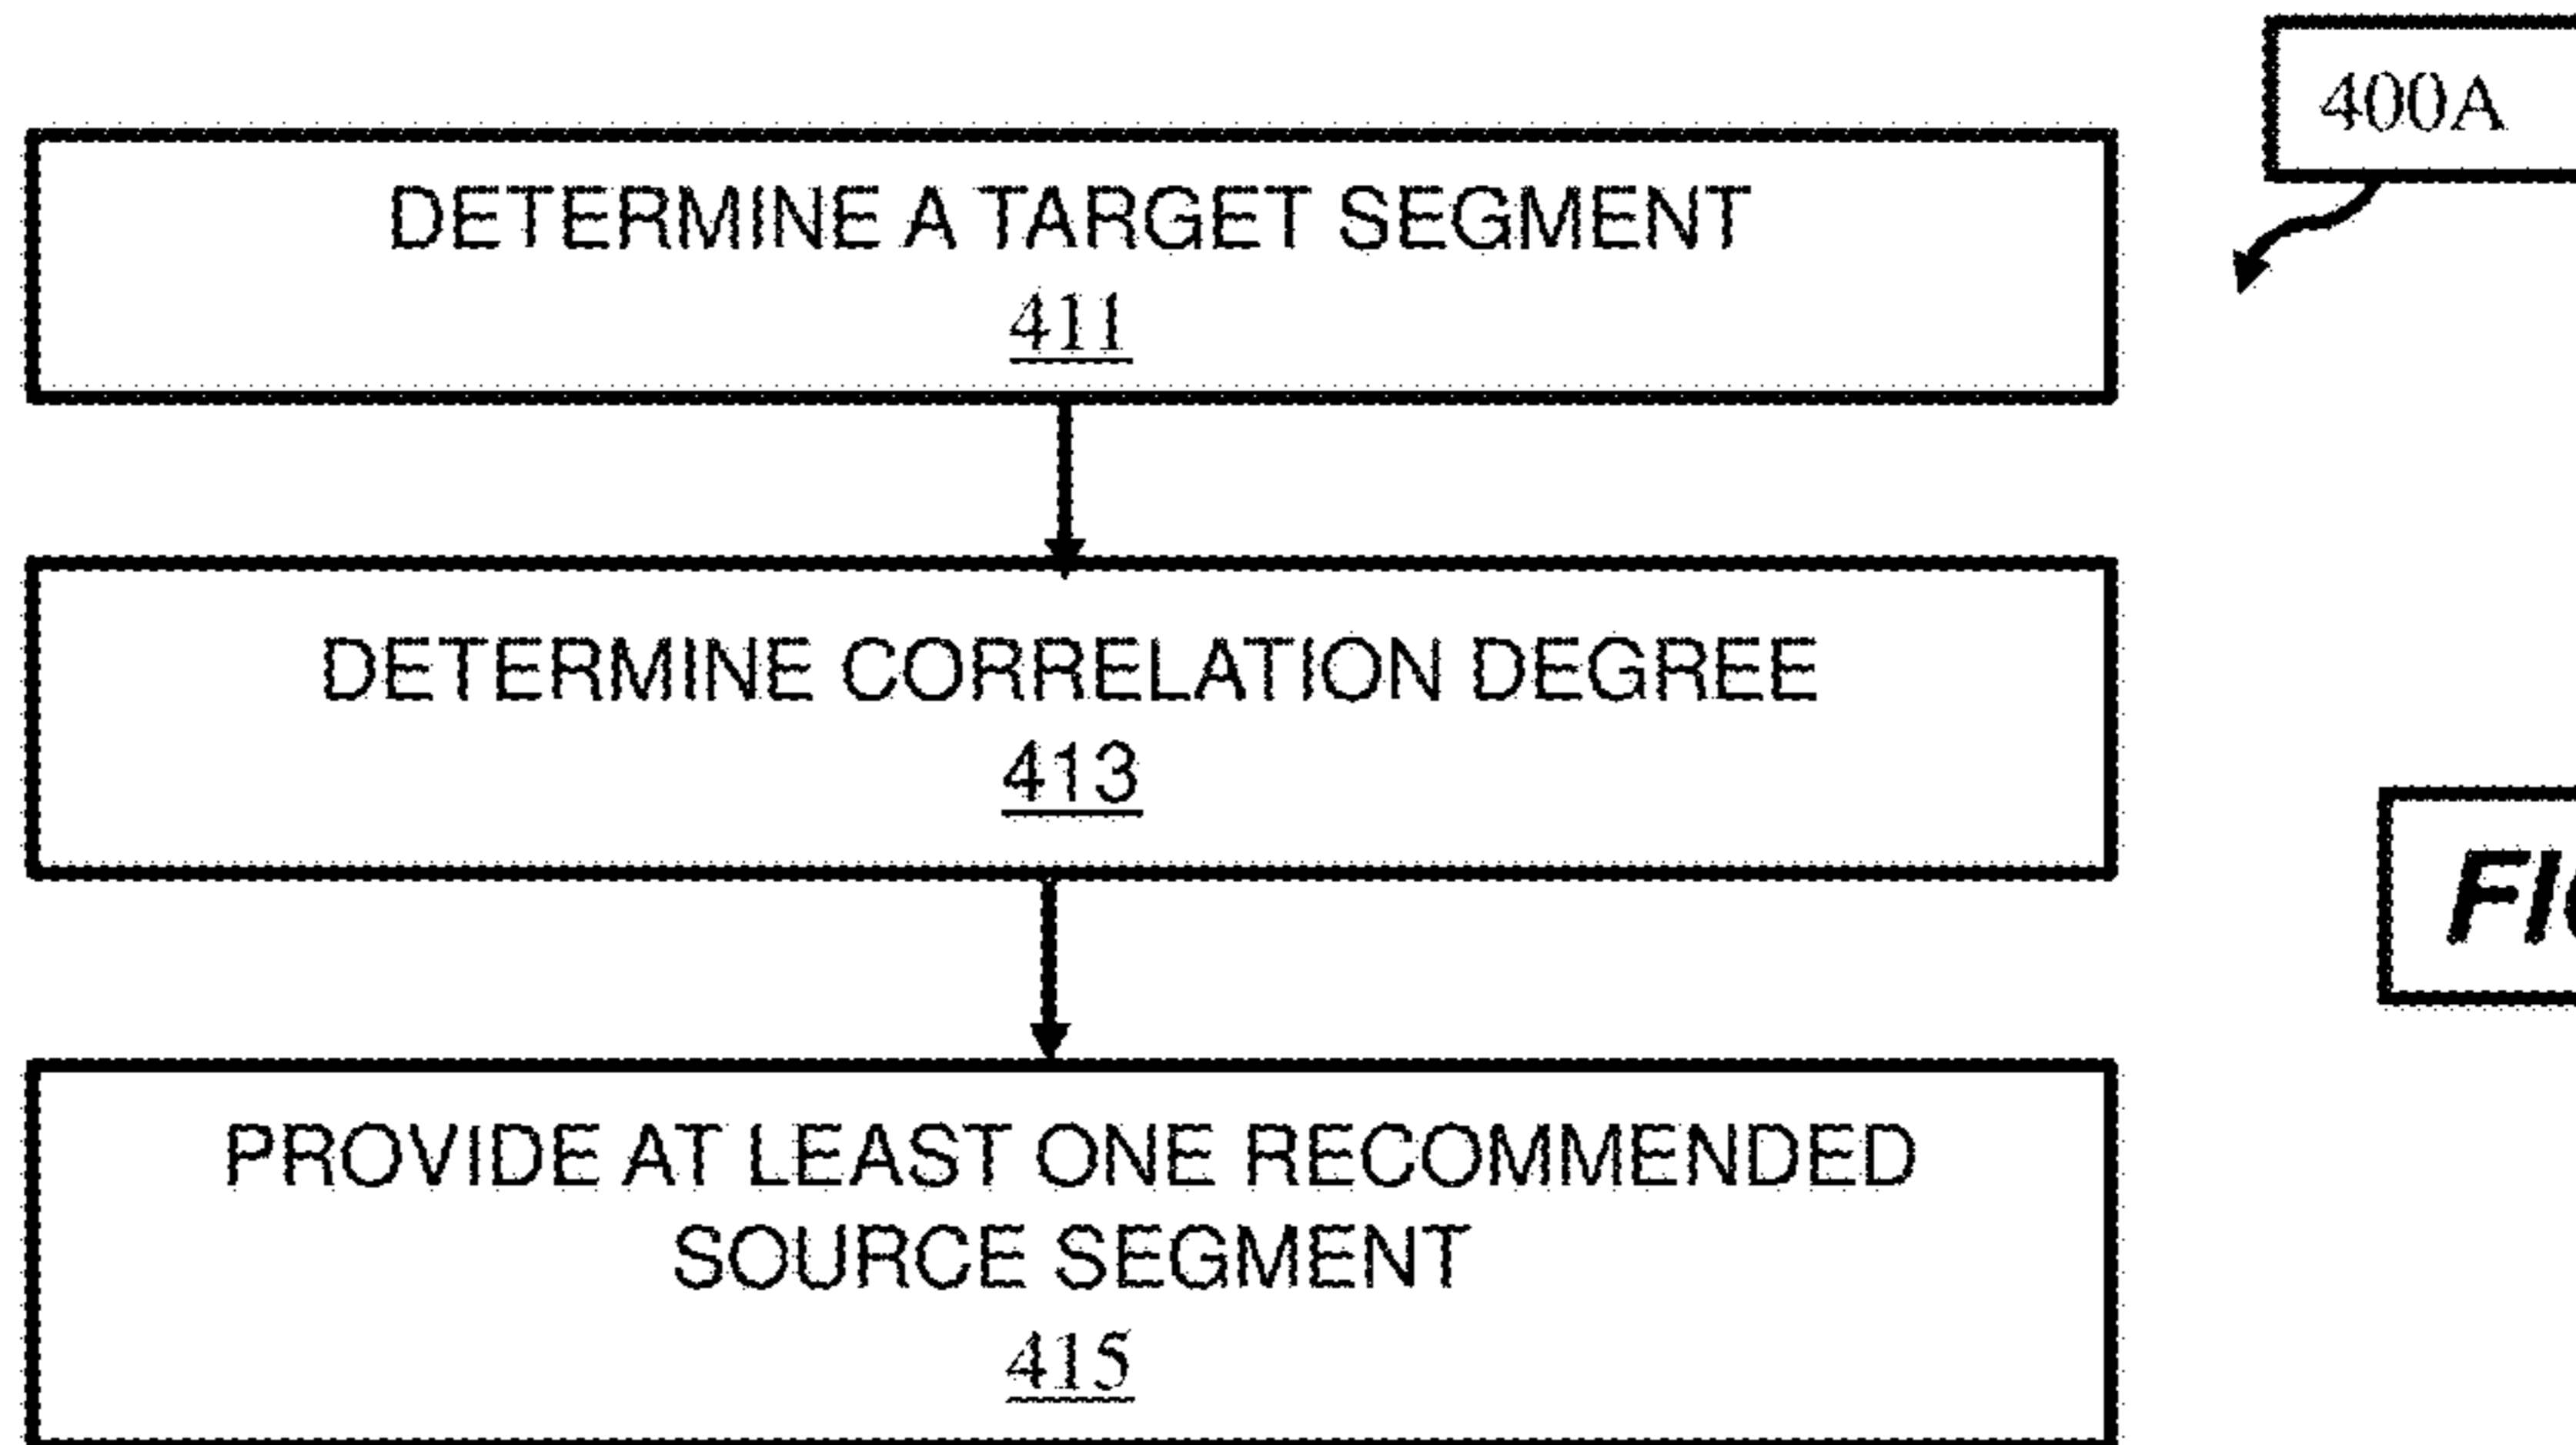 400A
DETERMINE A TARGET SEGMENT
411
DETERMINE CORRELATION DEGREE
413
PROVIDE AT LEAST ONE RECOMMENDED
SOURCE SEGMENT
415